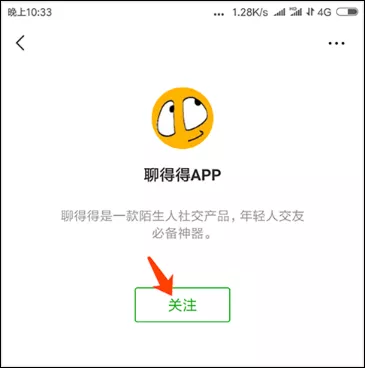 晚上10:33 ... 1.28K/s 4G
聊得得APP
聊得得是一款陌生人社交产品,年轻人交友
必备神器。
关注